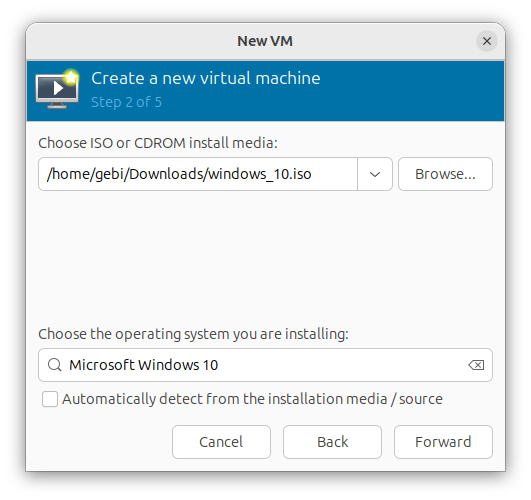 New VM
Create a new virtual machine
Step 2 of 5
Choose ISO or CDROM install media:
/home/gebi/Downloads/windows_10.iso
Browse...
Choose the operating system you are installing:
Microsoft Windows 10
Automatically detect from the installation media / source
Cancel Back Forward